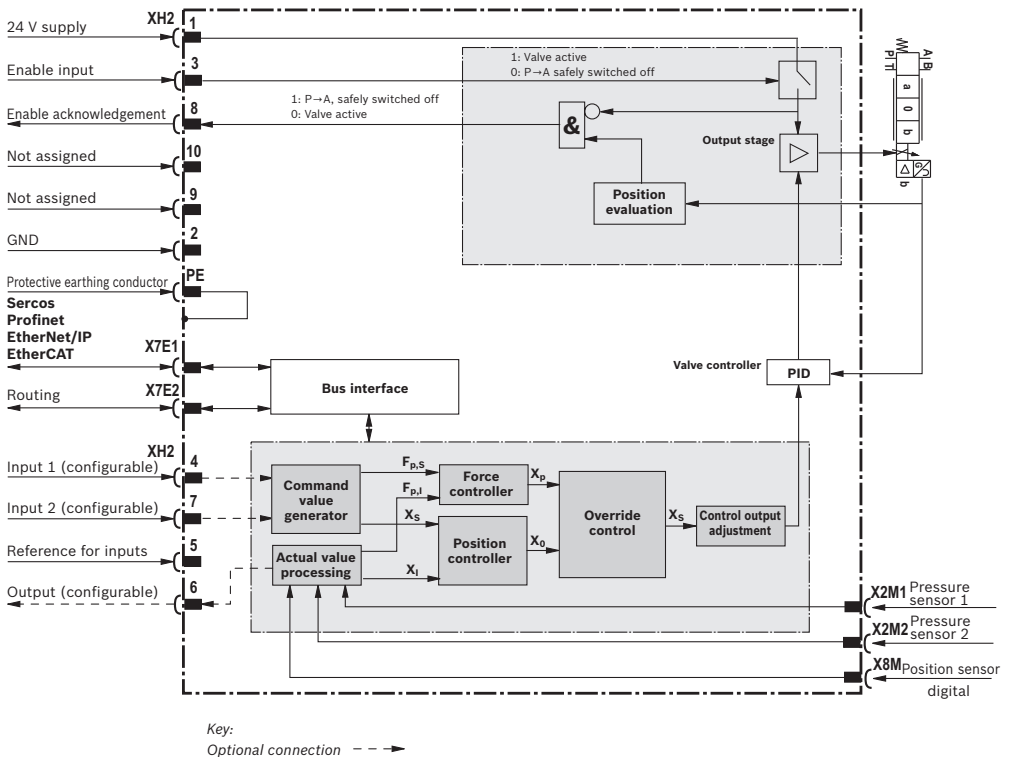 XH2
24 V supply
1
Enable input
3
1: Valve active
0: P→A safely switched off
Enable acknowledgement
8
1: P→A, safely switched off
0: Valve active
&
Output stage
Not assigned
10
Not assigned
9
Position
evaluation
GND
2
A B
P T
a
0
b
b
Protective earthing conductor
PE
Sercos
Profinet
EtherNet/IP
EtherCAT
X7E1
Routing
X7E2
Bus interface
Valve controller
PID
XH2
Input 1 (configurable)
4
Input 2 (configurable)
7
Reference for inputs
5
Output (configurable)
6
Command
value
generator
Actual value
processing
Fp,S
Fp,I
XS
XI
Force
controller
Position
controller
Xp
X0
Override
control
XS
Control output
adjustment
X2M1
Pressure
sensor 1
X2M2
Pressure
sensor 2
X8M
Position sensor
digital
Key:
Optional connection